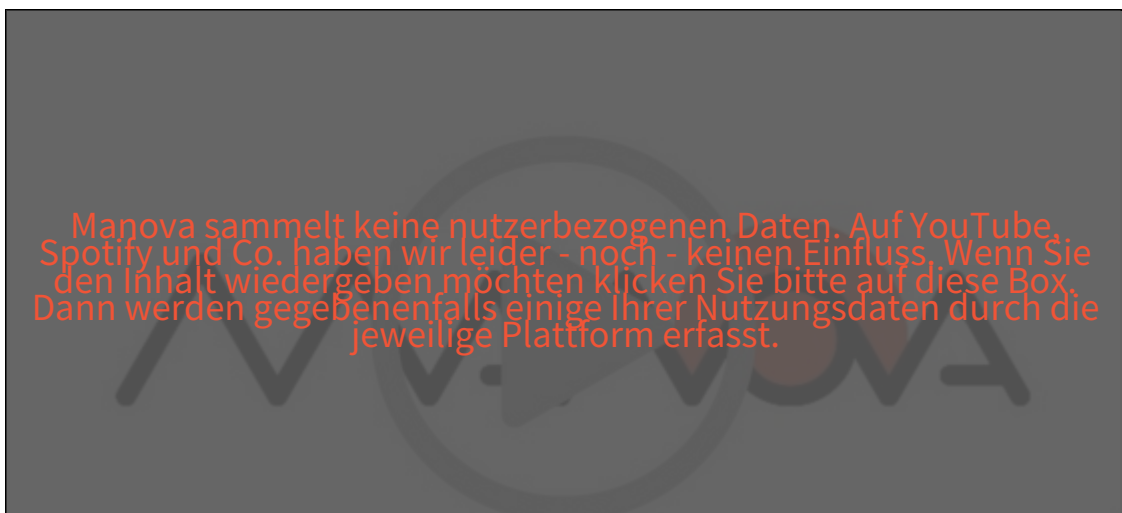 Manova sammelt keine nutzerbezogenen Daten. Auf YouTube,
Spotify und Co. haben wir leider - noch - keinen Einfluss. Wenn Sie
den Inhalt wiedergeben möchten klicken Sie bitte auf diese Box.
Dann werden gegebenenfalls einige Ihrer Nutzungsdaten durch die
jeweilige Plattform erfasst.
MANOVA